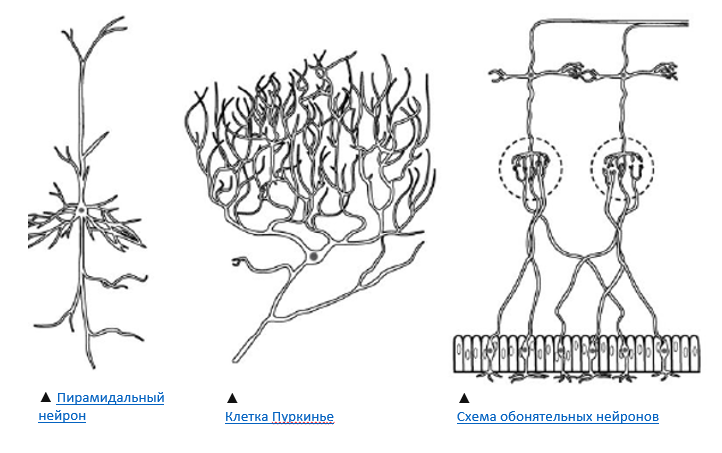 ▲ Пирамидальный
нейрон
▲
Клетка Пуркинье
▲
Схема обонятельных нейронов